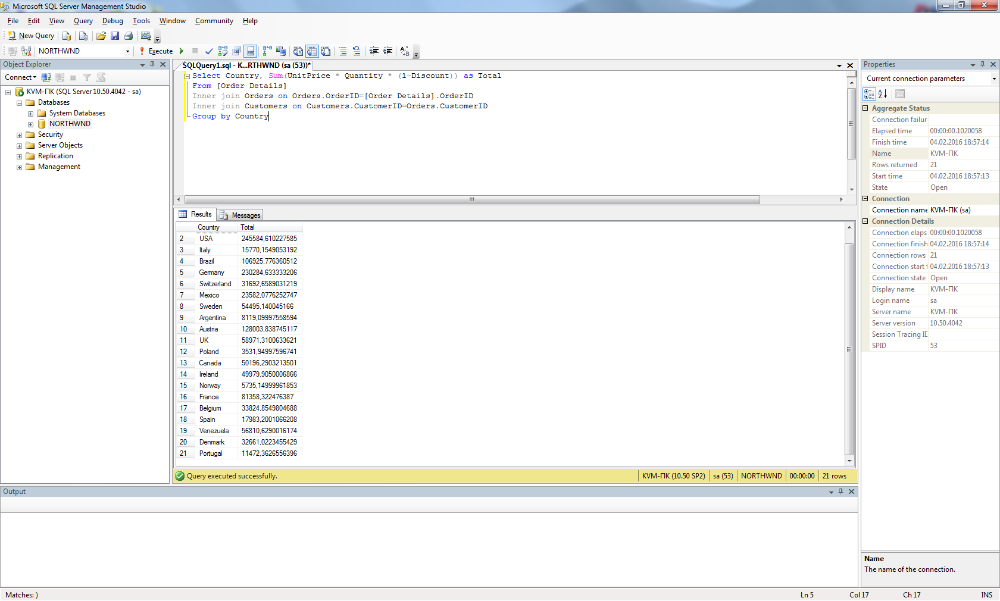 Microsoft SQL Server Management Studio
File Edit View Query Debug Tools Window Community Help
New Query
NORTHWND Execute
Object Explorer
Connect
KVM-ПК (SQL Server 10.50.4042 - sa)
Databases
System Databases
NORTHWND
Security
Server Objects
Replication
Management
SQLQuery1.sql - K...RTHWND (sa (53))*
Select Country, Sum(UnitPrice * Quantity * (1-Discount)) as Total
From [Order Details]
Inner join Orders on Orders.OrderID=[Order Details].OrderID
Inner join Customers on Customers.CustomerID=Orders.CustomerID
Group by Country
Results Messages
Country Total
2 USA 245584,610227585
3 Italy 15770,1549053192
4 Brazil 106925,776360512
5 Germany 230284,633333206
6 Switzerland 31692,6589031219
7 Mexico 23582,0776252747
8 Sweden 54495,140045166
9 Argentina 8119,09997558594
10 Austria 128003,838745117
11 UK 58971,3100633621
12 Poland 3531,94997596741
13 Canada 50196,2903213501
14 Ireland 49979,9050006866
15 Norway 5735,14999961853
16 France 81358,322476387
17 Belgium 33824,8549804688
18 Spain 17983,2001066208
19 Venezuela 56810,6290016174
20 Denmark 32661,0223455429
21 Portugal 11472,3626556396
Query executed successfully. KVM-ПК (10.50 SP2) sa (53) NORTHWND 00:00:00 21 rows
Output
Properties
Current connection parameters
Aggregate Status
Connection failur
Elapsed time 00:00:00.1020058
Finish time 04.02.2016 18:57:14
Name KVM-ПК
Rows returned 21
Start time 04.02.2016 18:57:13
State Open
Connection
Connection name KVM-ПК (sa)
Connection Details
Connection elaps 00:00:00.1020058
Connection finish 04.02.2016 18:57:14
Connection rows 21
Connection start t 04.02.2016 18:57:13
Connection state Open
Display name KVM-ПК
Login name sa
Server name KVM-ПК
Server version 10.50.4042
Session Tracing ID
SPID 53
Name
The name of the connection.
Matches: ) Ln 5 Col 17 Ch 17 INS